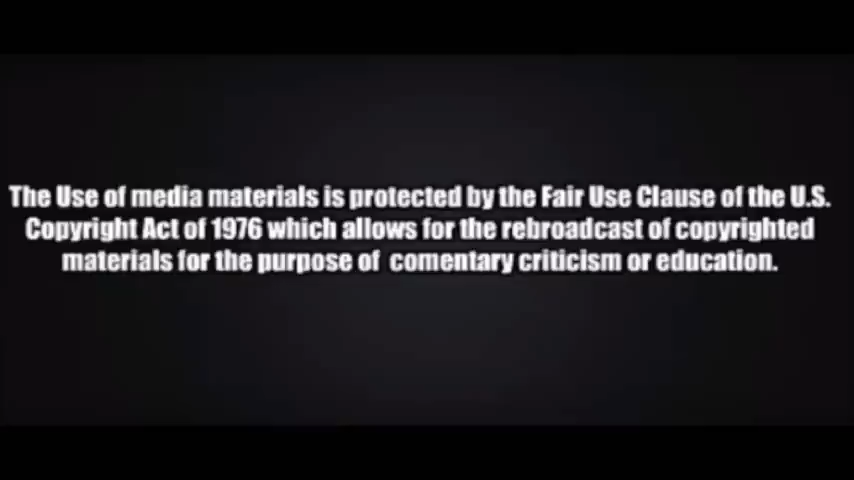 The Use of media materials is protected by the Fair Use Clause of the U.S.
Copyright Act of 1976 which allows for the rebroadcast of copyrighted
materials for the purpose of comentary criticism or education.